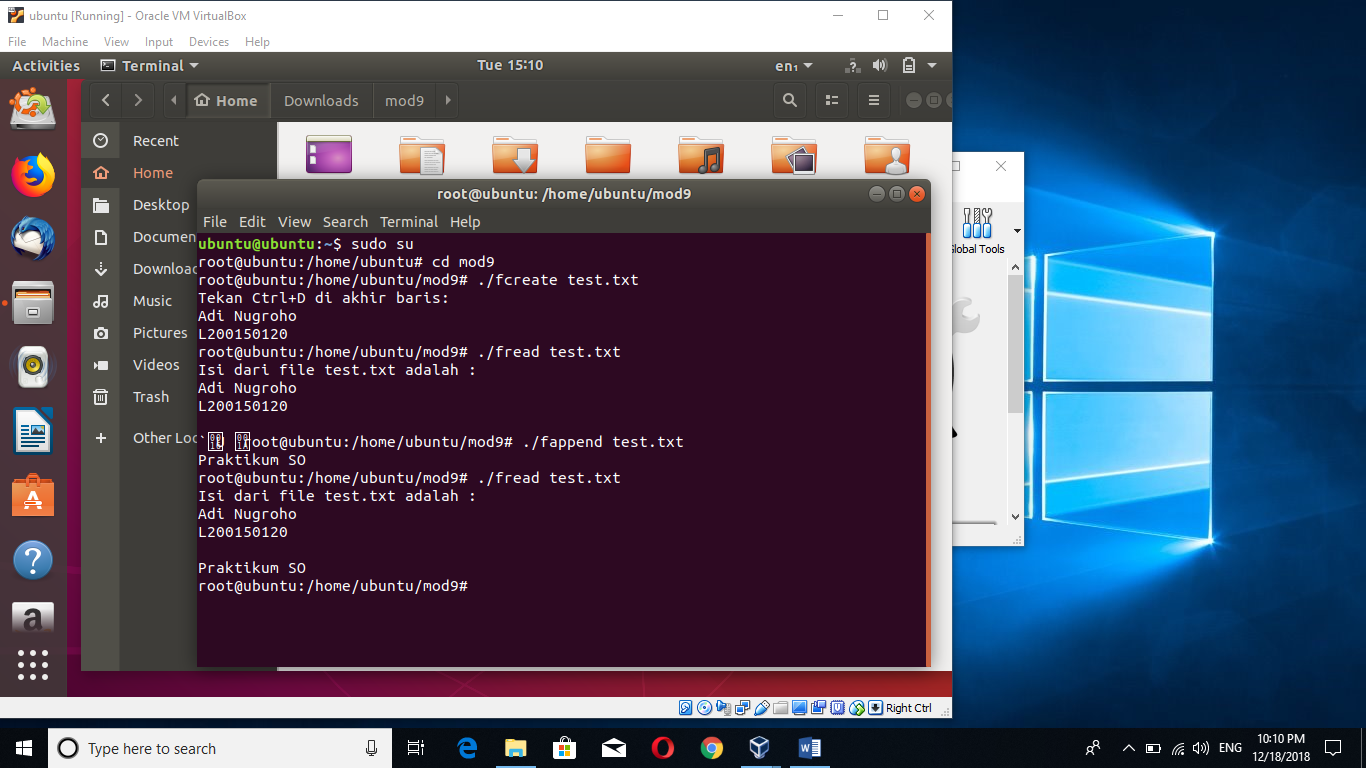 ubuntu [Running] - Oracle VM VirtualBox
File Machine View Input Devices Help
Activities Terminal Tue 15:10 en₁
Home Downloads mod9
Recent
Home
Desktop
Documen
Downloac
Music
Pictures
Videos
Trash
Other Loc
root@ubuntu: /home/ubuntu/mod9
File Edit View Search Terminal Help
ubuntu@ubuntu:~$ sudo su
root@ubuntu:/home/ubuntu# cd mod9
root@ubuntu:/home/ubuntu/mod9# ./fcreate test.txt
Tekan Ctrl+D di akhir baris:
Adi Nugroho
L200150120
root@ubuntu:/home/ubuntu/mod9# ./fread test.txt
Isi dari file test.txt adalah :
Adi Nugroho
L200150120
oot@ubuntu:/home/ubuntu/mod9# ./fappend test.txt
Praktikum SO
root@ubuntu:/home/ubuntu/mod9# ./fread test.txt
Isi dari file test.txt adalah :
Adi Nugroho
L200150120
Praktikum SO
root@ubuntu:/home/ubuntu/mod9#
lobal Tools
Right Ctrl
Type here to search
ENG
10:10 PM
12/18/2018